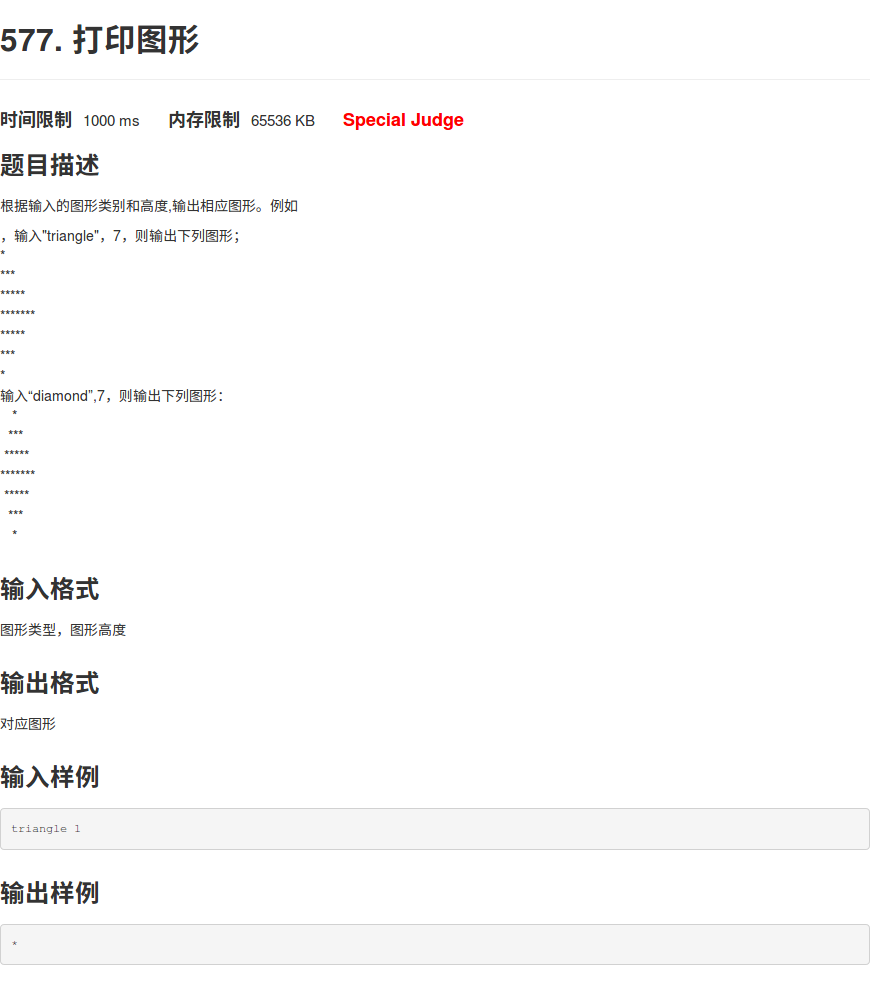 577. 打印图形
时间限制 1000 ms 内存限制 65536 KB Special Judge
题目描述
根据输入的图形类别和高度,输出相应图形。例如
，输入"triangle"，7，则输出下列图形；
*
***
*****
*******
*****
***
*
输入“diamond”,7，则输出下列图形：
   *
  ***
 *****
*******
 *****
  ***
   *
输入格式
图形类型，图形高度
输出格式
对应图形
输入样例
triangle 1
输出样例
*